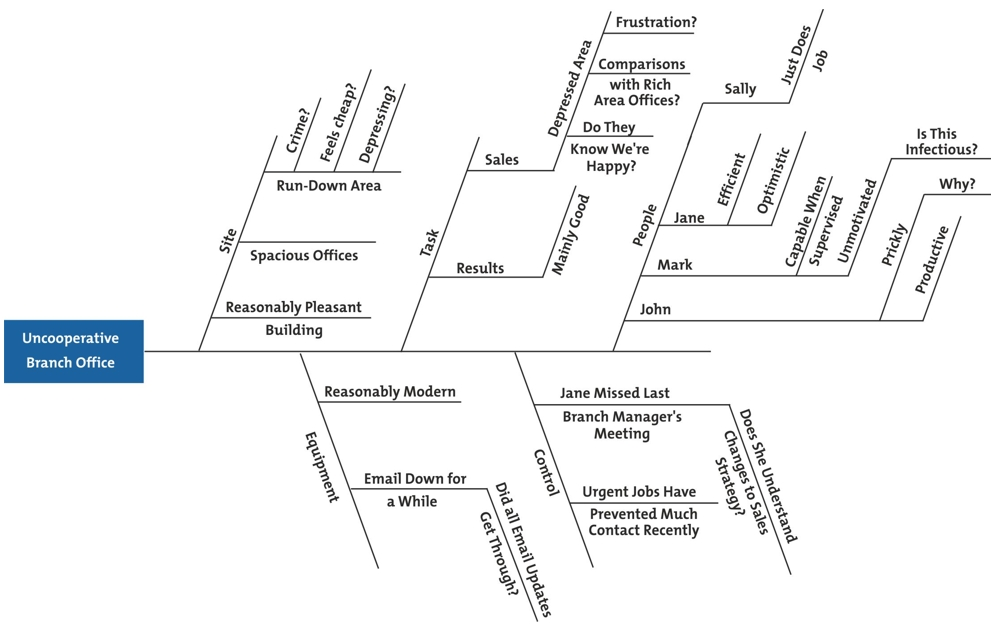 Uncooperative
Branch Office
Site
Run-Down Area
Crime?
Feels cheap?
Depressing?
Spacious Offices
Reasonably Pleasant
Building
Task
Sales
Depressed Area
Frustration?
Comparisons
with Rich
Area Offices?
Do They
Know We're
Happy?
Results
Mainly Good
People
Sally
Just Does
Job
Jane
Efficient
Optimistic
Mark
Capable When
Supervised
Unmotivated
Is This
Infectious?
John
Prickly
Why?
Productive
Equipment
Reasonably Modern
Email Down for
a While
Did all Email Updates
Get Through?
Control
Jane Missed Last
Branch Manager's
Meeting
Does She Understand
Changes to Sales
Strategy?
Urgent Jobs Have
Prevented Much
Contact Recently